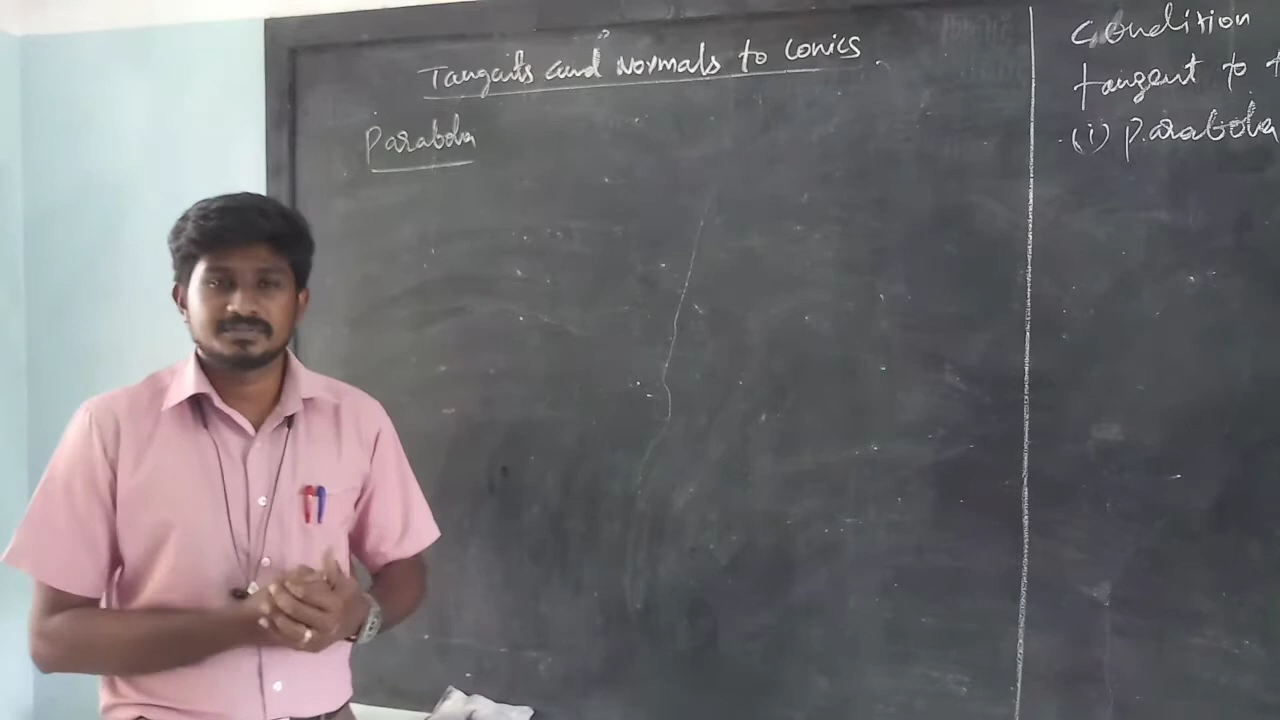 Tangents and Normals to Conics.
Parabola
Condition
tangent to t
(i) parabola